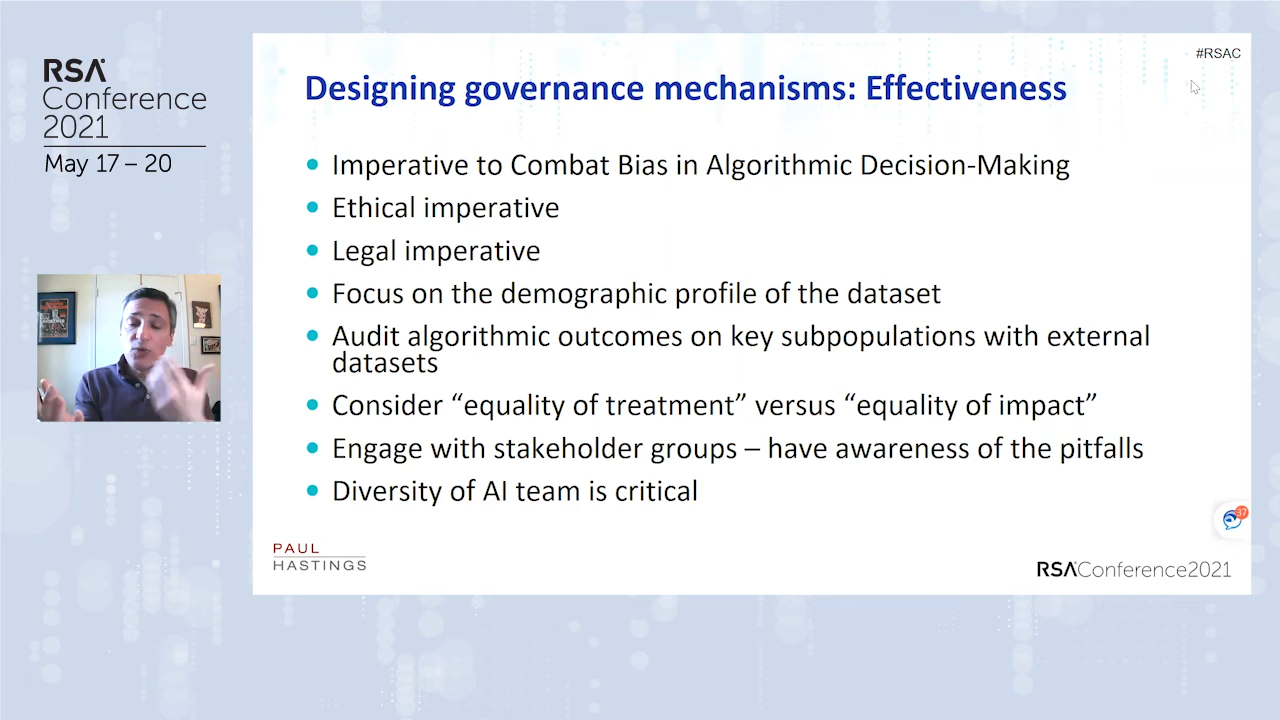 RSA
Conference
2021
May 17 – 20
#RSAC
Designing governance mechanisms: Effectiveness
Imperative to Combat Bias in Algorithmic Decision-Making
Ethical imperative
Legal imperative
Focus on the demographic profile of the dataset
Audit algorithmic outcomes on key subpopulations with external
datasets
Consider “equality of treatment” versus “equality of impact”
Engage with stakeholder groups – have awareness of the pitfalls
Diversity of AI team is critical
37
PAUL
HASTINGS
RSAConference2021